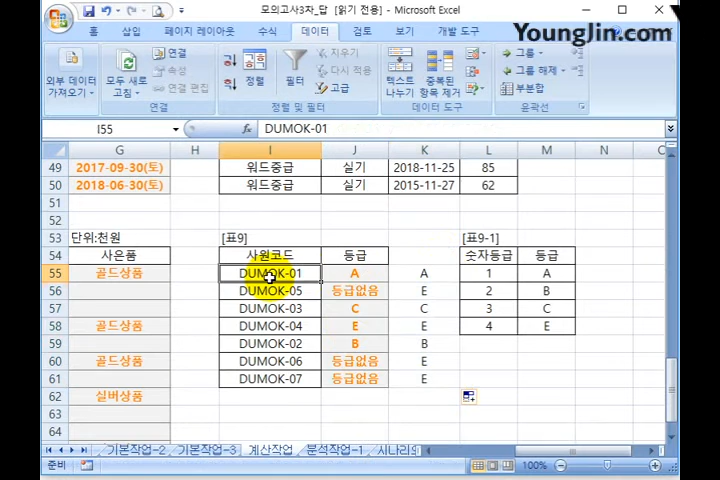 모의고사3자_답 [읽기 전용] - Microsoft Excel
YoungJin.com
홈 삽입 페이지 레이아웃 수식 데이터 검토 보기 개발 도구
외부 데이터 가져오기
모두 새로 고침
연결
속성
연결 편집
연결
정렬
필터
지우기
다시 적용
고급
정렬 및 필터
텍스트 나누기
중복된 항목 제거
데이터 도구
그룹
그룹 해제
부분합
윤곽선
I55 fx DUMOK-01
G H I J K L M N
49 2017-09-30(토) 워드중급 실기 2018-11-25 85
50 2018-06-30(토) 워드중급 실기 2015-11-27 62
51
52
53 단위:천원 [표9] [표9-1]
54 사은품 사원코드 등급 숫자등급 등급
55 골드상품 DUMOK-01 A A 1 A
56 DUMOK-05 등급없음 E 2 B
57 DUMOK-03 C C 3 C
58 골드상품 DUMOK-04 E E 4 E
59 DUMOK-02 B B
60 골드상품 DUMOK-06 등급없음 E
61 DUMOK-07 등급없음 E
62 실버상품
63
64
기본작업-2 기본작업-3 계산작업 분석작업-1 시나리오
준비 100%